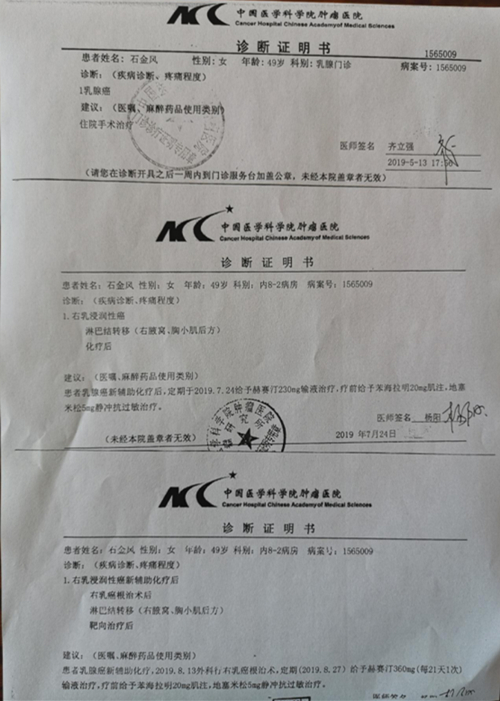 中国医学科学院肿瘤医院
Cancer Hospital Chinese Academy of Medical Sciences
诊断证明书
1565009
患者姓名：石金风 性别：女 年龄：49岁 科别：乳腺门诊 病案号：1565009
诊断：（疾病诊断、疼痛程度）
1乳腺癌
建议：（医嘱、麻醉药品使用类别）
住院手术治疗
医师签名 齐立强
2019-5-13 17:
（请您在诊断开具之后一周内到门诊服务台加盖公章，未经本院盖章者无效）
中国医学科学院肿瘤医院
Cancer Hospital Chinese Academy of Medical Sciences
诊断证明书
患者姓名：石金风 性别：女 年龄：49岁 科别：内8-2病房 病案号：1565009
诊断：（疾病诊断、疼痛程度）
1.右乳浸润性癌
淋巴结转移（右腋窝、胸小肌后方）
化疗后
建议：（医嘱、麻醉药品使用类别）
患者乳腺癌新辅助化疗后，定期于2019.7.24给予赫赛汀230mg输液治疗，疗前给予苯海拉明20mg肌注，地塞
米松5mg静冲抗过敏治疗。
医师签名 杨阳
（未经本院盖章者无效）
2019 年7月24日
中国医学科学院肿瘤医院
Cancer Hospital Chinese Academy of Medical Sciences
诊断证明书
患者姓名：石金风 性别：女 年龄：49岁 科别：内8-2病房 病案号：1565009
诊断：（疾病诊断、疼痛程度）
1.右乳浸润性癌新辅助化疗后
右乳癌根治术后
淋巴结转移（右腋窝、胸小肌后方）
靶向治疗后
建议：（医嘱、麻醉药品使用类别）
患者乳腺癌新辅助化疗，2019.8.13外科行右乳癌根治术，定期（2019.8.27）给予赫赛汀360mg（每21天1次）
输液治疗，疗前给予苯海拉明20mg肌注，地塞米松5mg静冲抗过敏治疗。
医师签名